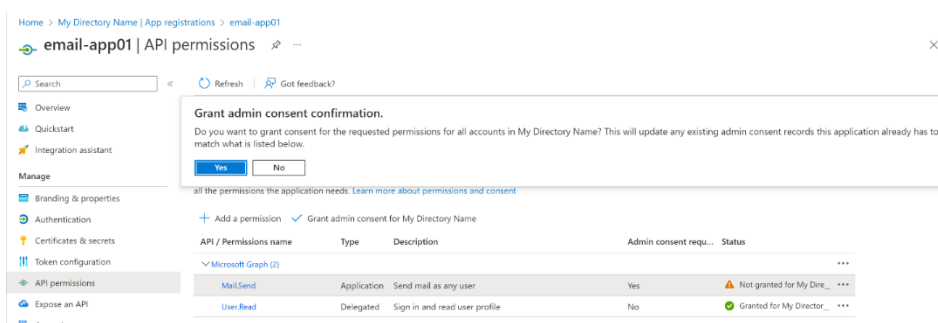 Home > My Directory Name | App registrations > email-app01
email-app01 | API permissions
Search
Refresh
Got feedback?
Overview
Quickstart
Integration assistant
Manage
Branding & properties
Authentication
Certificates & secrets
Token configuration
API permissions
Expose an API
Grant admin consent confirmation.
Do you want to grant consent for the requested permissions for all accounts in My Directory Name? This will update any existing admin consent records this application already has to
match what is listed below.
Yes No
all the permissions the application needs. Learn more about permissions and consent
Add a permission Grant admin consent for My Directory Name
API / Permissions name Type Description Admin consent requ... Status
Microsoft Graph (2)
Mail.Send Application Send mail as any user Yes Not granted for My Dire...
User.Read Delegated Sign in and read user profile No Granted for My Director...